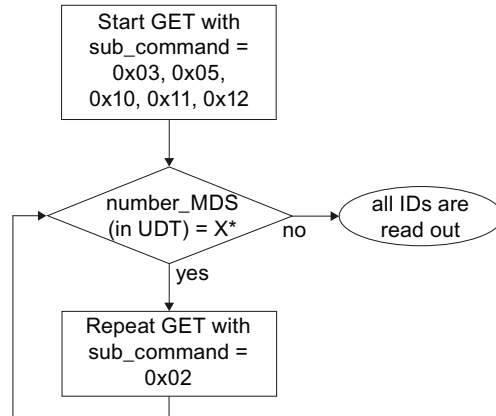 Start GET with
sub_command =
0x03, 0x05,
0x10, 0x11, 0x12
number_MDS
(in UDT) = X*
no
all IDs are
read out
yes
Repeat GET with
sub_command =
0x02